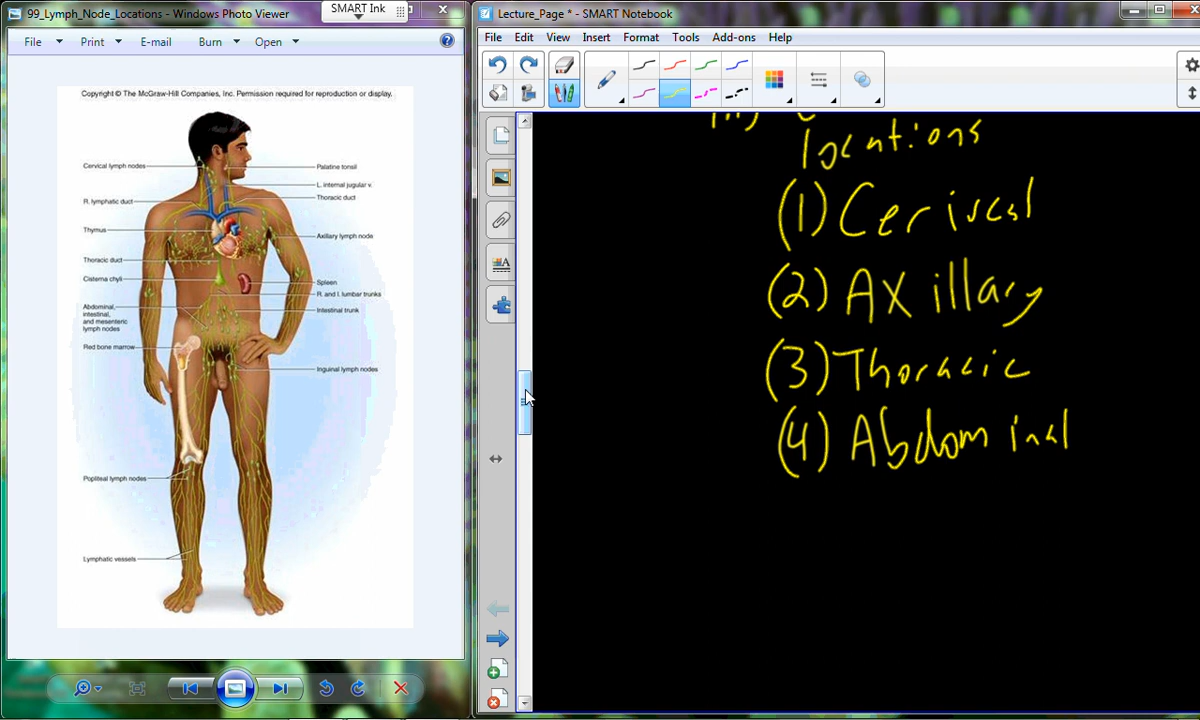 99_Lymph_Node_Locations - Windows Photo Viewer
SMART Ink
File Print E-mail Burn Open
Copyright © The McGraw-Hill Companies, Inc. Permission required for reproduction or display.
Cervical lymph nodes
R. lymphatic duct
Thymus
Thoracic duct
Cisterna chyli
Abdominal,
intestinal,
and mesenteric
lymph nodes
Red bone marrow
Popliteal lymph nodes
Lymphatic vessels
Palatine tonsil
L. internal jugular v.
Thoracic duct
Axillary lymph node
Spleen
R. and l. lumbar trunks
Intestinal trunk
Inguinal lymph nodes
Lecture_Page * - SMART Notebook
File Edit View Insert Format Tools Add-ons Help
locations
(1) Cerivcal
(2) AXillary
(3) Thoracic
(4) Abdominal